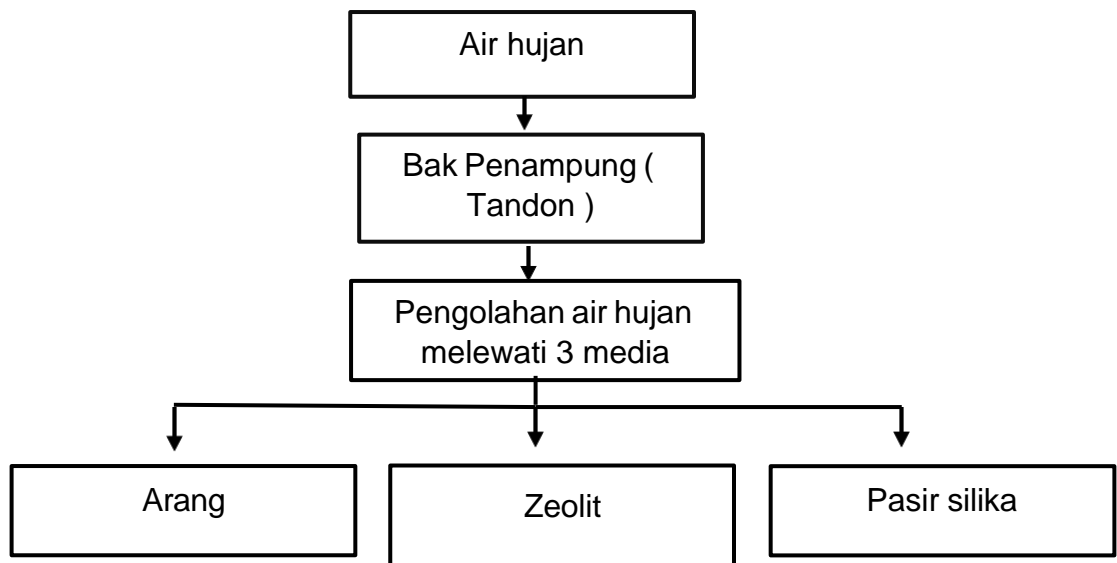 Air hujan
Bak Penampung (
Tandon )
Pengolahan air hujan
melewati 3 media
Arang
Zeolit
Pasir silika